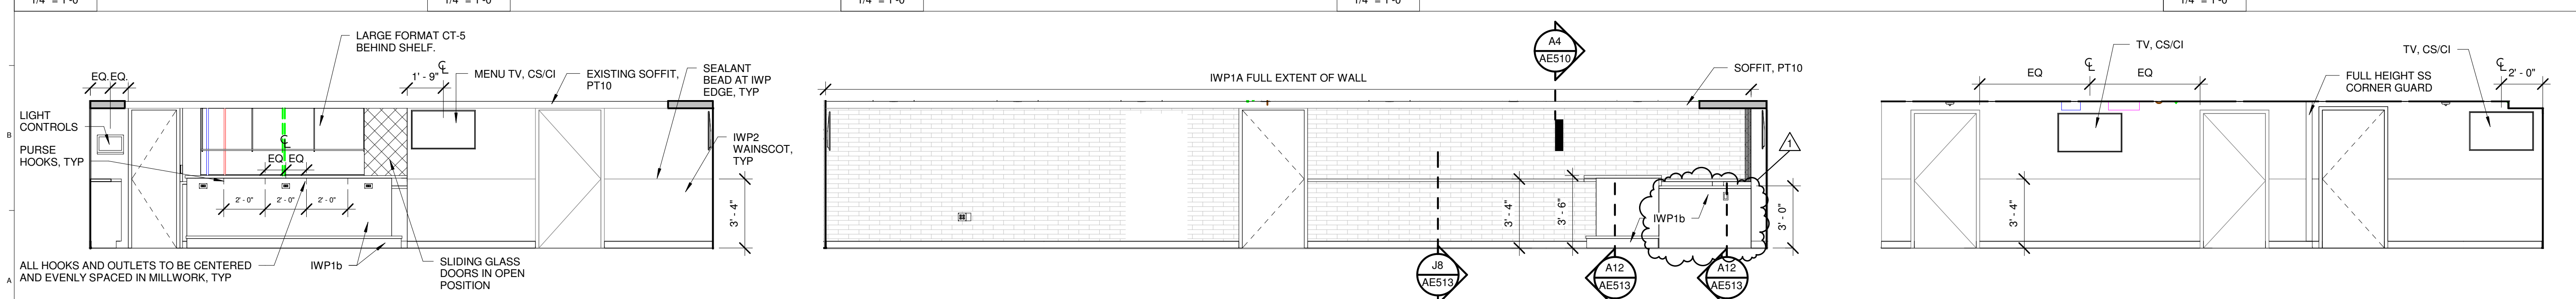 1/4" = 1'-0"
1/4" = 1'-0"
1/4" = 1'-0"
1/4" = 1'-0"
1/4" = 1'-0"
B
A
LARGE FORMAT CT-5
BEHIND SHELF.
EQ. EQ.
1' - 9"
MENU TV, CS/CI
EXISTING SOFFIT,
PT10
SEALANT
BEAD AT IWP
EDGE, TYP
LIGHT
CONTROLS
PURSE
HOOKS, TYP
EQ EQ
2' - 0"
2' - 0"
2' - 0"
IWP2
WAINSCOT,
TYP
3' - 4"
ALL HOOKS AND OUTLETS TO BE CENTERED
AND EVENLY SPACED IN MILLWORK, TYP
IWP1b
SLIDING GLASS
DOORS IN OPEN
POSITION
IWP1A FULL EXTENT OF WALL
A4
AE510
SOFFIT, PT10
1
3' - 4"
3' - 6"
IWP1b
3' - 0"
J8
AE513
A12
AE513
A12
AE513
EQ
EQ
TV, CS/CI
FULL HEIGHT SS
CORNER GUARD
TV, CS/CI
2' - 0"
3' - 4"